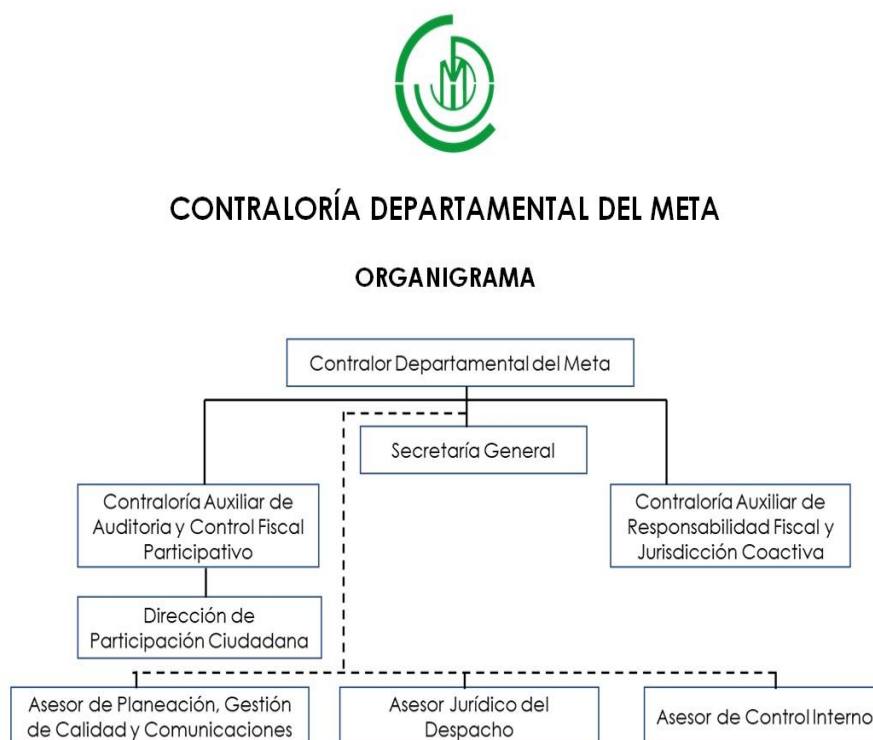 CONTRALORÍA DEPARTAMENTAL DEL META
ORGANIGRAMA
Contralor Departamental del Meta
Secretaría General
Contraloría Auxiliar de
Auditoria y Control Fiscal
Participativo
Contraloría Auxiliar de
Responsabilidad Fiscal y
Jurisdicción Coactiva
Dirección de
Participación Ciudadana
Asesor de Planeación, Gestión
de Calidad y Comunicaciones
Asesor Jurídico del
Despacho
Asesor de Control Interno